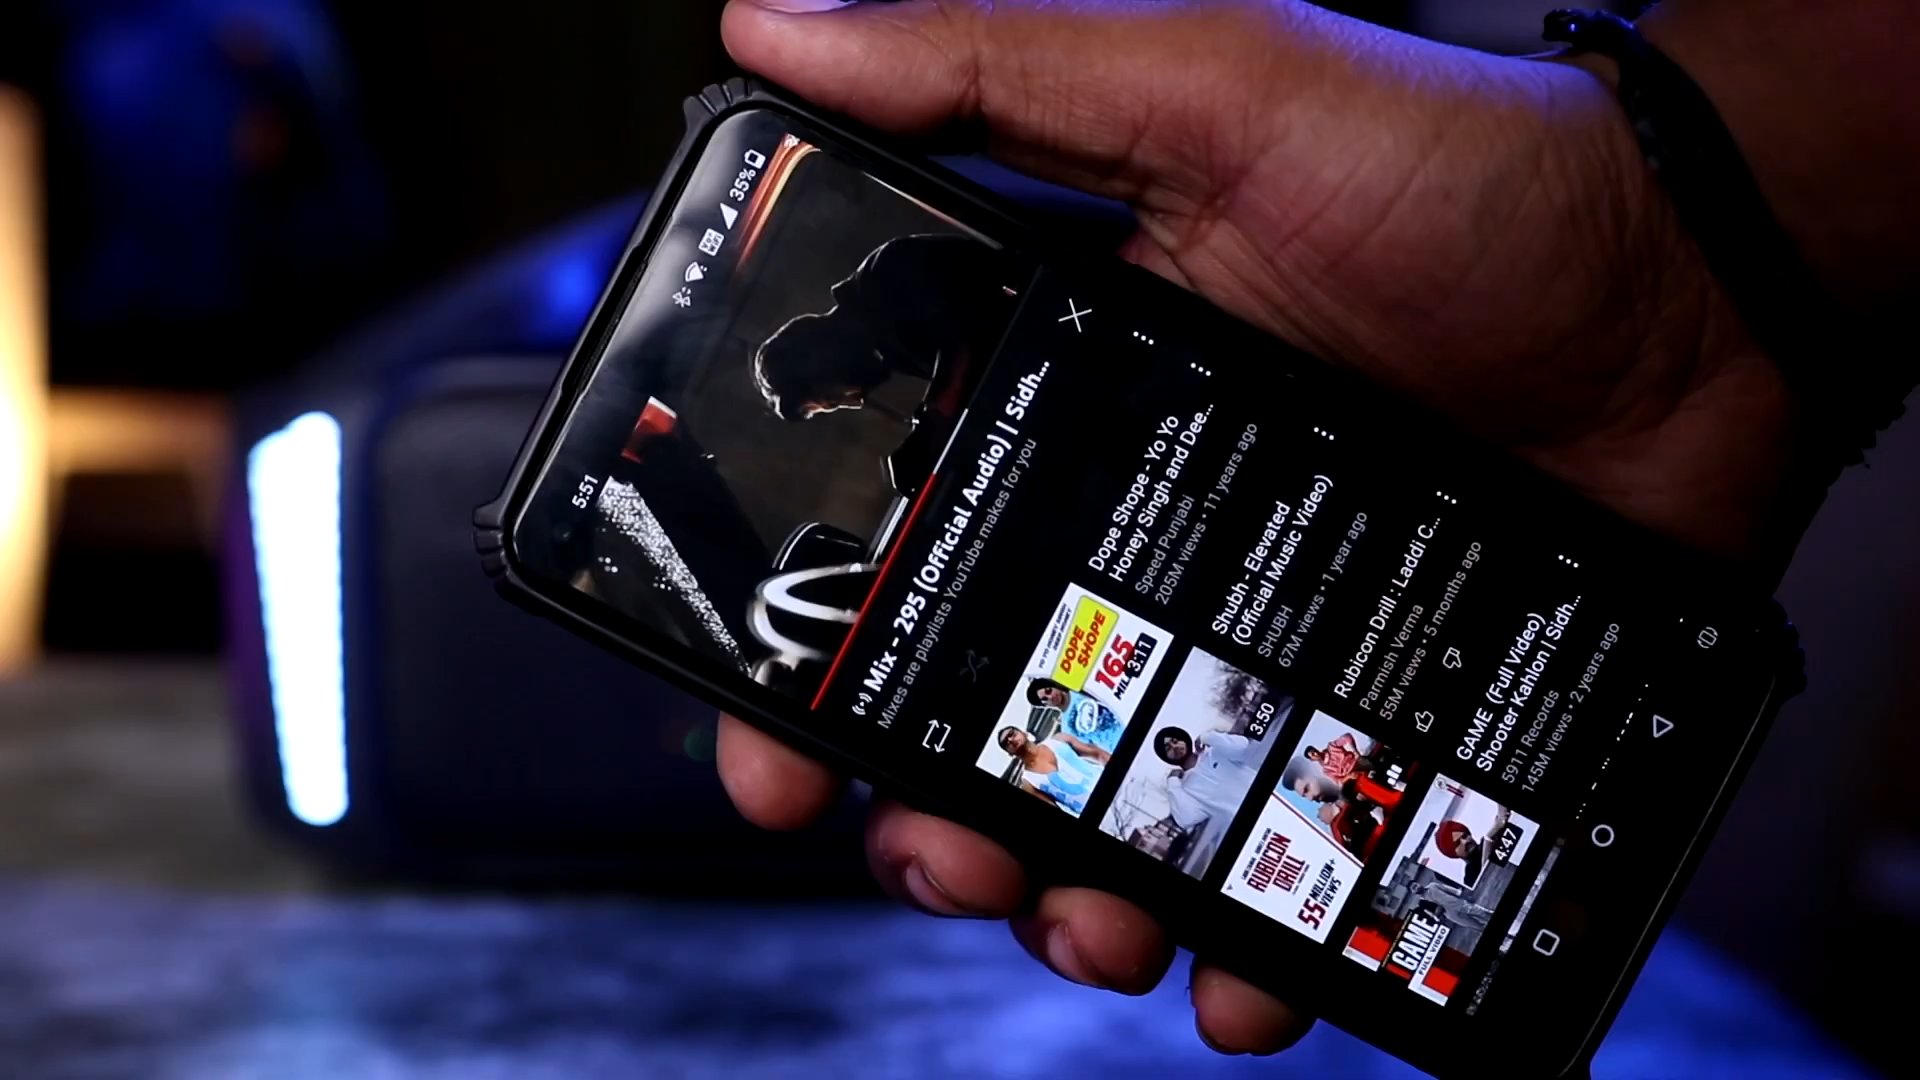 5:51
Vo WiFi
35%
Mix - 295 (Official Audo) | Sidh...
Mixes are playlists YouTube makes for you
DOPE SHOPE
165
MIL
3:11
Dope Shope - Yo Yo
Honey Singh and Dee...
Speed Punjabi
205M views • 11 years ago
3:50
Shubh - Elevated
(Official Music Video)
SHUBH
67M views • 1 year ago
RUBICON
DRILL
55 MILLION+
VIEWS
Rubicon Drill : Laddi C...
Parmish Verma
55M views • 5 months ago
GAME
FULL VIDEO
4:47
GAME (Full Video)
Shooter Kahlon | Sidh...
5911 Records
145M views • 2 years ago